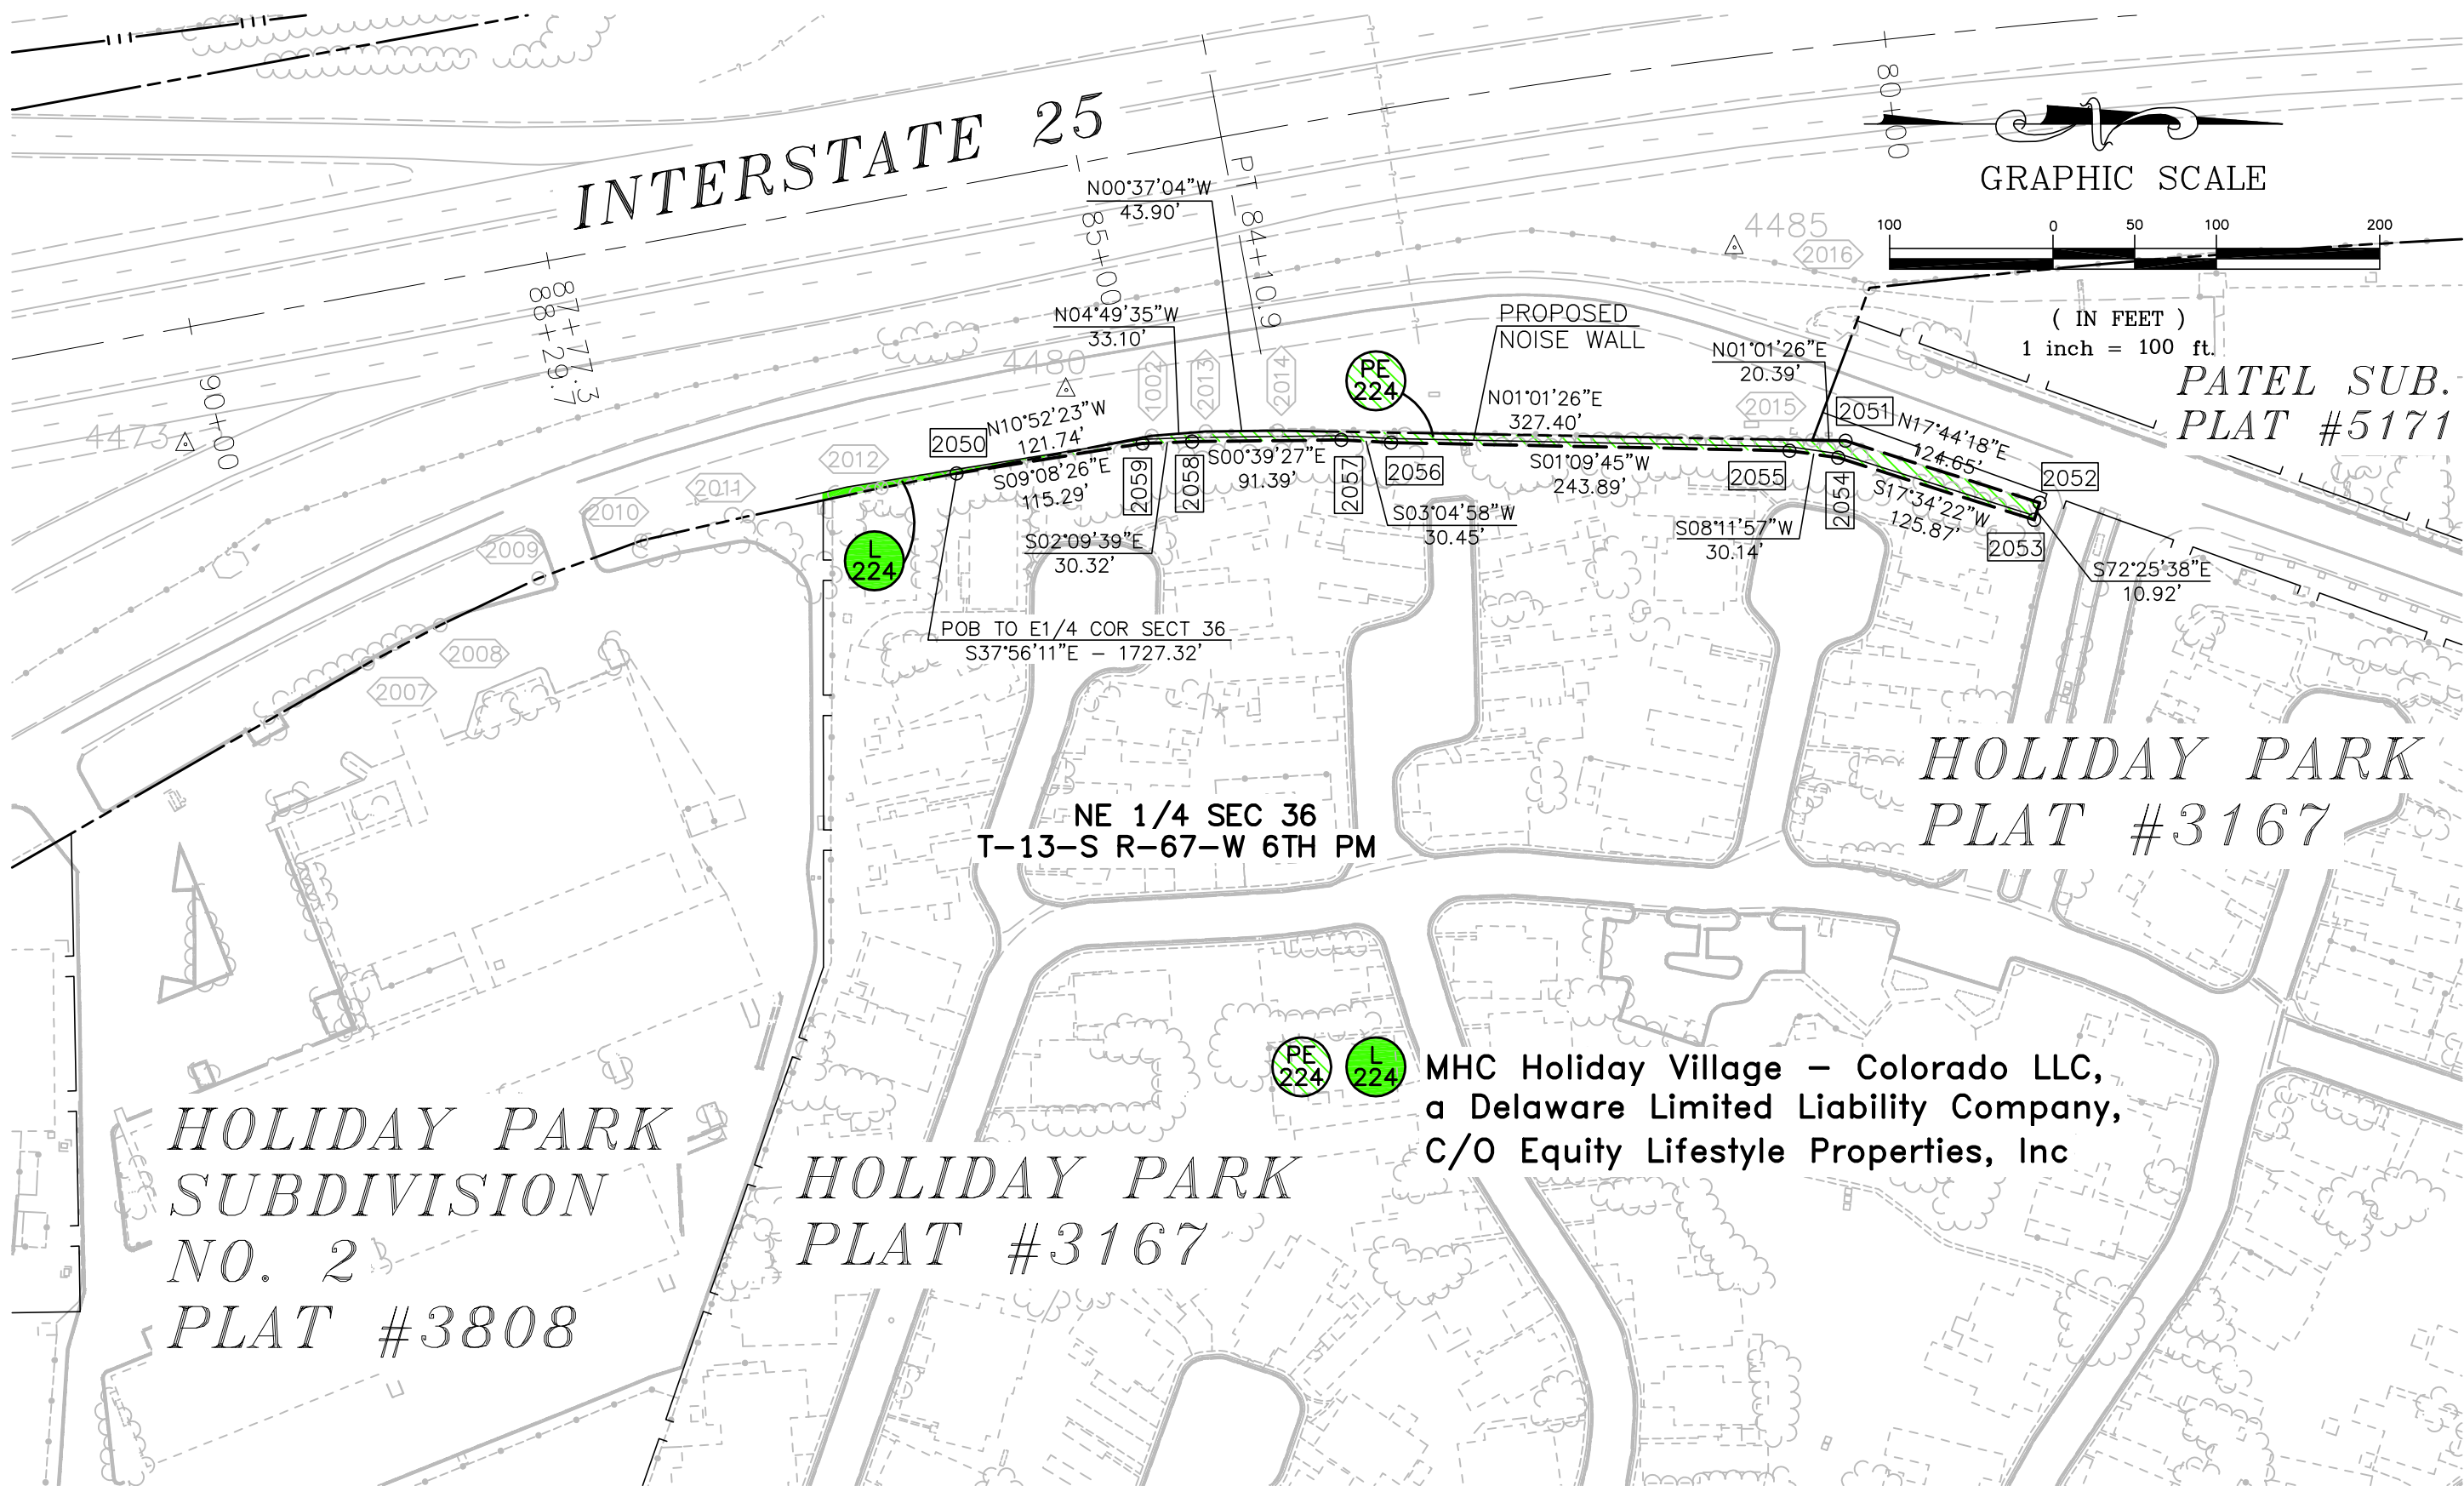 INTERSTATE 25
80+00
GRAPHIC SCALE
100 0 50 100 200
( IN FEET )
1 inch = 100 ft.
PATEL SUB.
PLAT #5171
N00°37'04"W
43.90'
PT-84+10.9
85+00
87+77.3
88+29.7
90+00
4473
4480
4485
2016
N04°49'35"W
33.10'
1002
2013
2014
PE
224
PROPOSED
NOISE WALL
N01°01'26"E
20.39'
2015
2051
N17°44'18"E
124.65'
2052
N01°01'26"E
327.40'
N10°52'23"W
121.74'
2050
2012
2011
2010
2009
2008
2007
S09°08'26"E
115.29'
2059
2058
S00°39'27"E
91.39'
2057
2056
S01°09'45"W
243.89'
2055
2054
S17°34'22"W
125.87'
2053
S72°25'38"E
10.92'
S08°11'57"W
30.14'
S03°04'58"W
30.45'
S02°09'39"E
30.32'
L
224
POB TO E1/4 COR SECT 36
S37°56'11"E – 1727.32'
NE 1/4 SEC 36
T-13-S R-67-W 6TH PM
HOLIDAY PARK
PLAT #3167
PE
224
L
224
MHC Holiday Village – Colorado LLC,
a Delaware Limited Liability Company,
C/O Equity Lifestyle Properties, Inc
HOLIDAY PARK
SUBDIVISION
NO. 2
PLAT #3808
HOLIDAY PARK
PLAT #3167